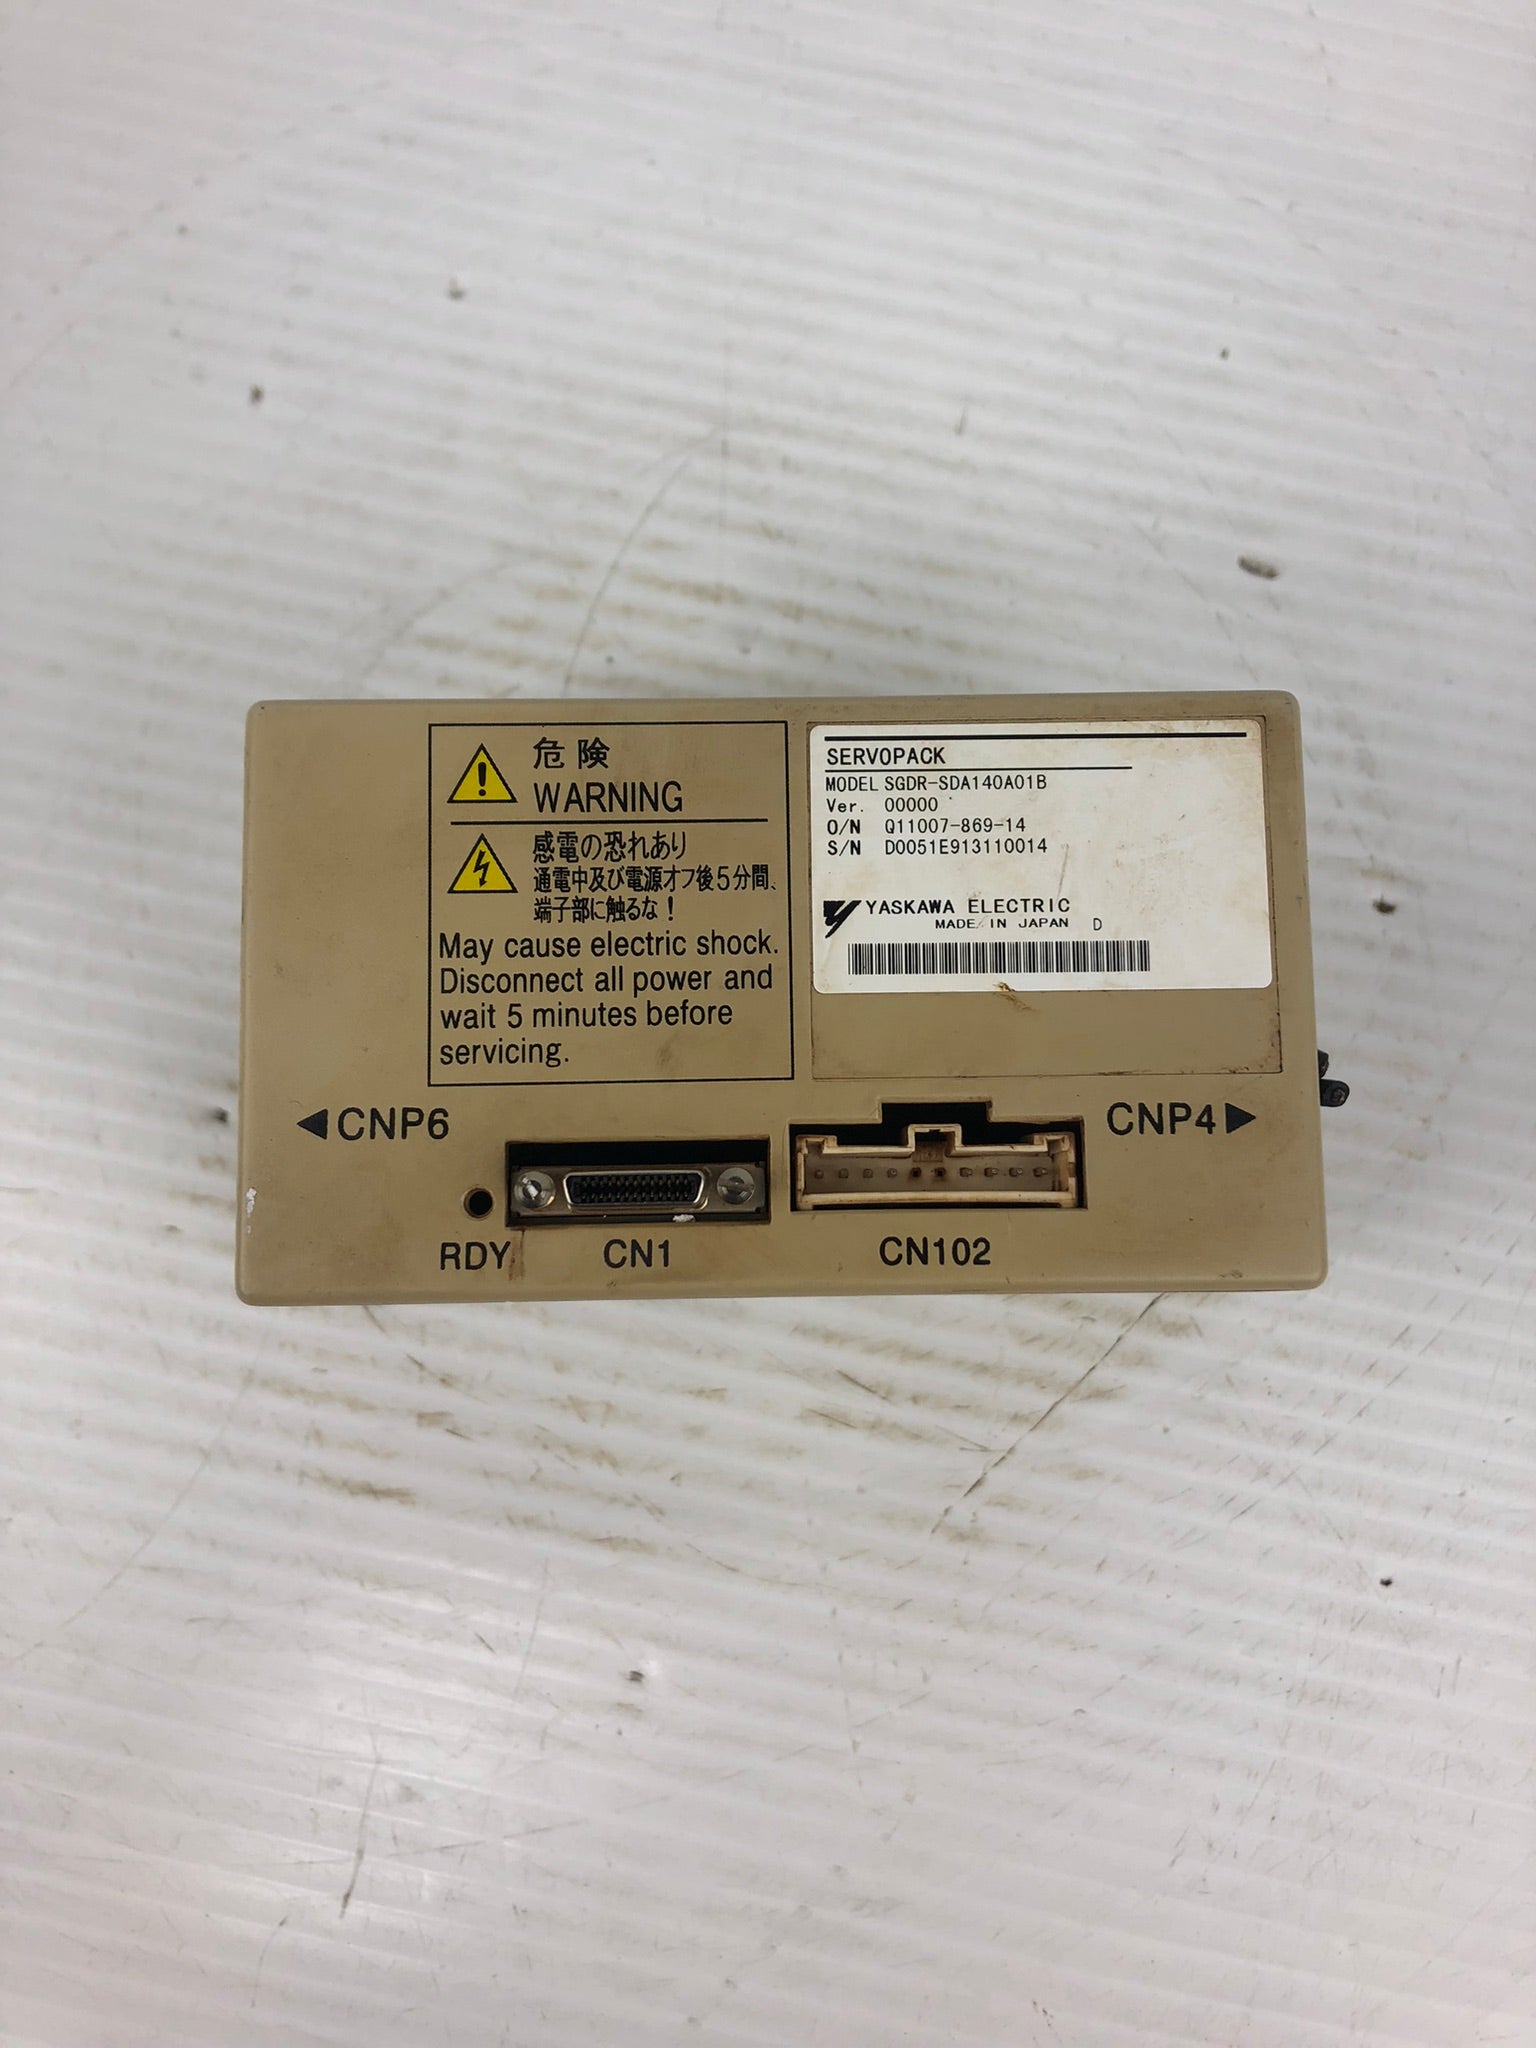 危険
WARNING
感電の恐れあり
通電中及び電源オフ後5分間、
端子部に触るな!
May cause electric shock.
Disconnect all power and
wait 5 minutes before
servicing.
SERVOPACK
MODEL SGDR-SDA140A01B
Ver. 00000
O/N Q11007-869-14
S/N D0051E913110014
YASKAWA ELECTRIC
MADE IN JAPAN D
◀CNP6
CNP4▶
RDY
CN1
CN102